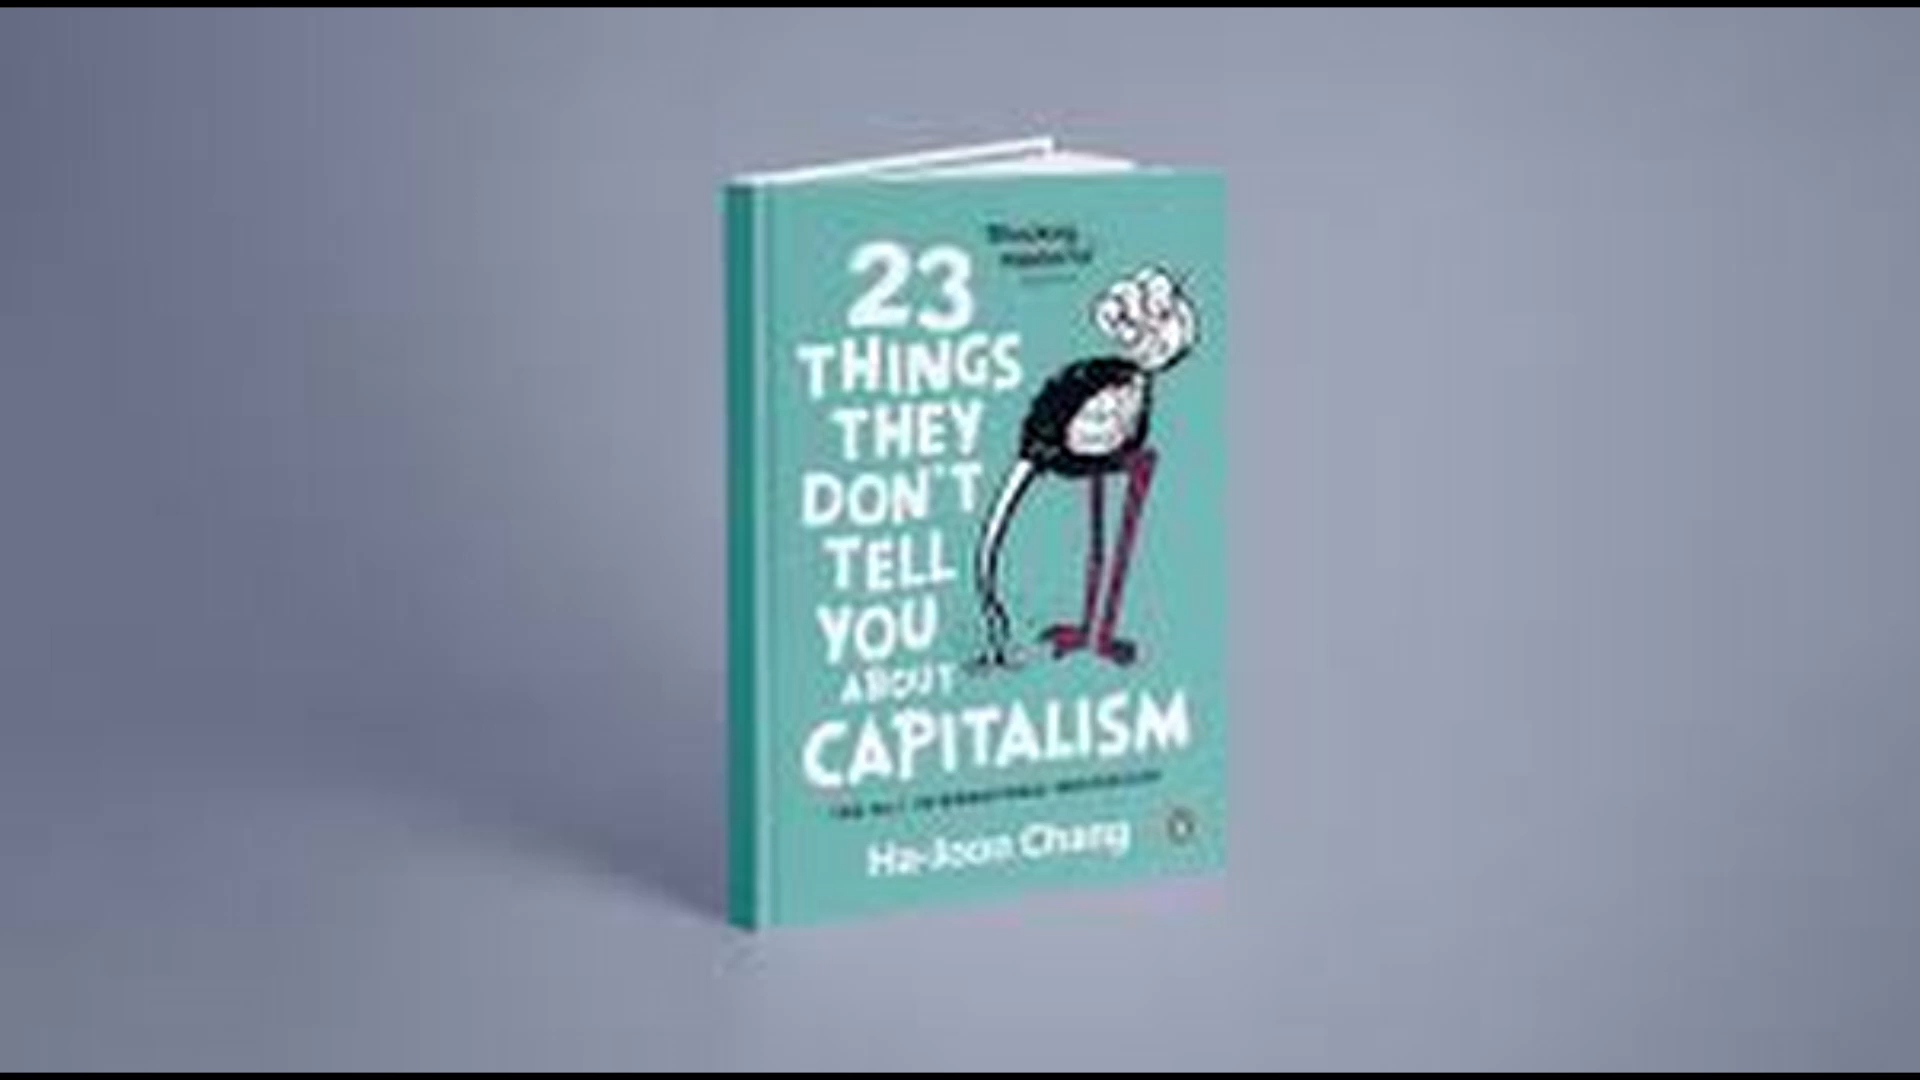 23
THINGS
THEY
DON'T
TELL
YOU
ABOUT
CAPITALISM
Ha-Joon Chang